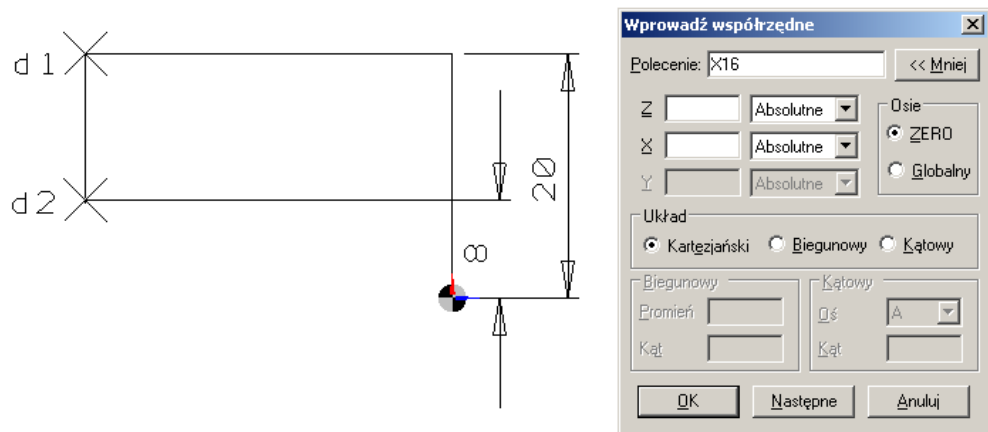 d1
d2
20
8
Wprowadź współrzędne
Polecenie: X16
<< Mniej
Z Absolutne
X Absolutne
Y Absolutne
Osie
ZERO
Globalny
Układ
Kartezjański Biegunowy Kątowy
Biegunowy
Promień
Kąt
Kątowy
Oś A
Kąt
OK Następne Anuluj